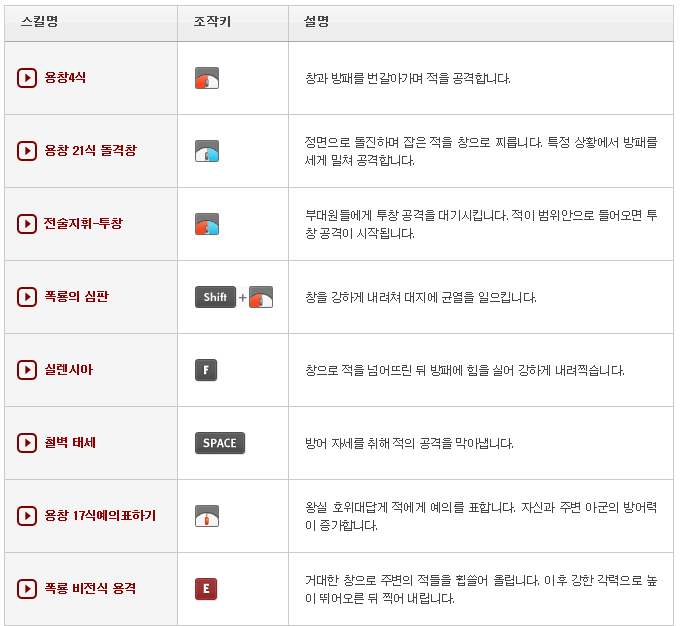 스킬명 조작키 설명
용창4식 창과 방패를 번갈아가며 적을 공격합니다.
용창 21식 돌격창 정면으로 돌진하며 잡은 적을 창으로 찌릅니다. 특정 상황에서 방패를
세게 밀쳐 공격합니다.
전술지휘-투창 부대원들에게 투창 공격을 대기시킵니다. 적이 범위안으로 들어오면 투
창 공격이 시작됩니다.
폭룡의 심판 Shift + 창을 강하게 내려쳐 대지에 균열을 일으킵니다.
실렌시아 F 창으로 적을 넘어뜨린 뒤 방패에 힘을 실어 강하게 내려찍습니다.
철벽 태세 SPACE 방어 자세를 취해 적의 공격을 막아냅니다.
용창 17식예의표하기 왕실 호위대답게 적에게 예의를 표합니다. 자신과 주변 아군의 방어력
이 증가합니다.
폭룡 비전식 용격 E 거대한 창으로 주변의 적들을 휩쓸어 올립니다. 이후 강한 각력으로 높
이 뛰어오른 뒤 찍어 내립니다.